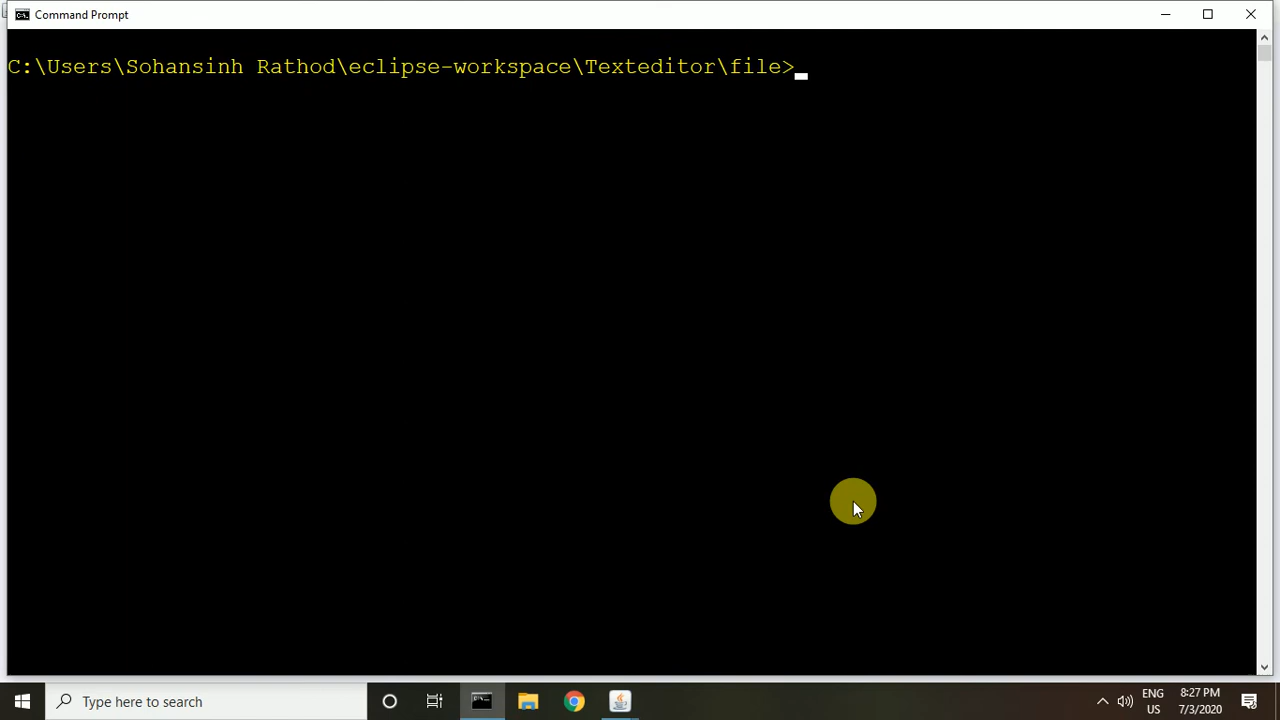 Command Prompt
C:\Users\Sohansinh Rathod\eclipse-workspace\Texteditor\file>
Type here to search
ENG
US
8:27 PM
7/3/2020